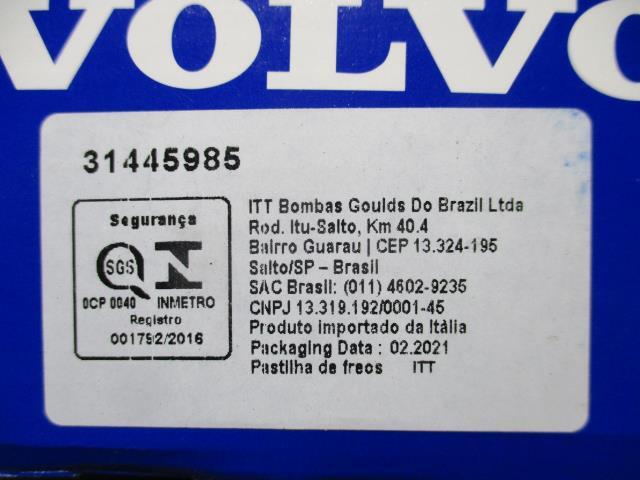 VOLVO
31445985
Segurança
SGS
OCP 0040 INMETRO
Registro
001792/2016
ITT Bombas Goulds Do Brazil Ltda
Rod. Itu-Salto, Km 40.4
Bairro Guarau | CEP 13.324-195
Salto/SP – Brasil
SAC Brasil: (011) 4602-9235
CNPJ 13.319.192/0001-45
Produto importado da Itàlia
Packaging Data : 02.2021
Pastilha de freos ITT